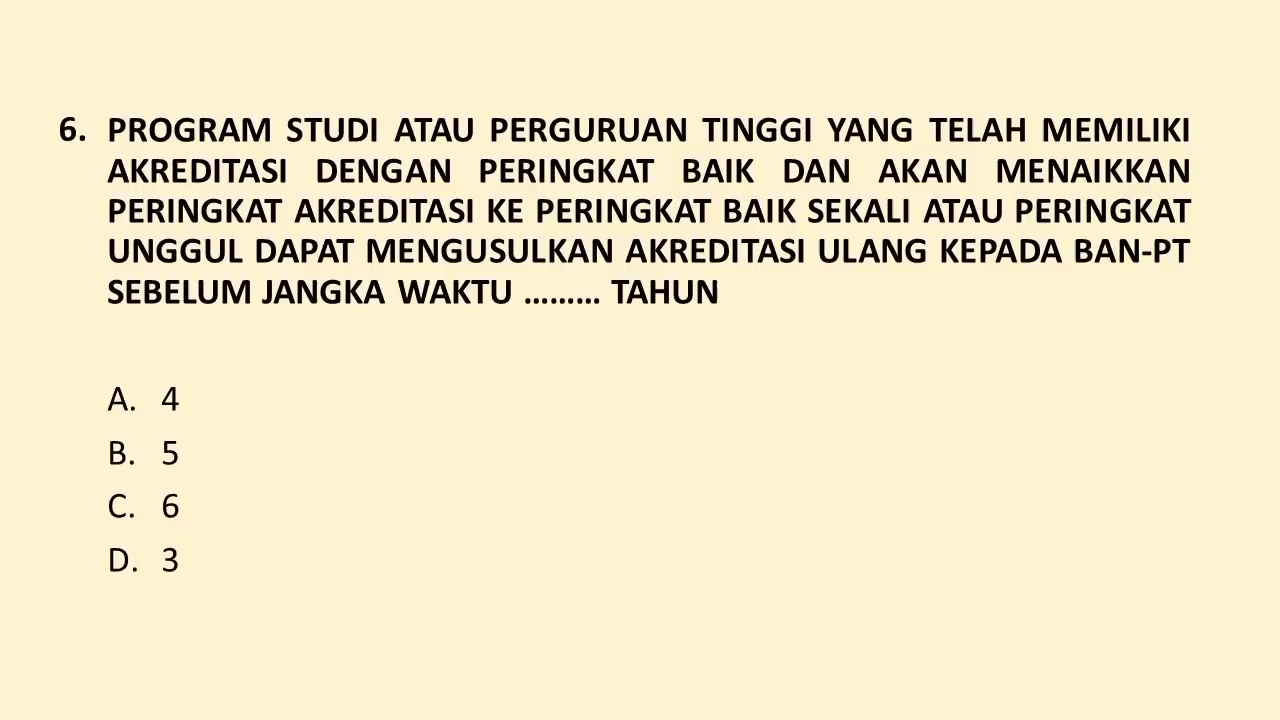 6. PROGRAM STUDI ATAU PERGURUAN TINGGI YANG TELAH MEMILIKI
AKREDITASI DENGAN PERINGKAT BAIK DAN AKAN MENAIKKAN
PERINGKAT AKREDITASI KE PERINGKAT BAIK SEKALI ATAU PERINGKAT
UNGGUL DAPAT MENGUSULKAN AKREDITASI ULANG KEPADA BAN-PT
SEBELUM JANGKA WAKTU ......... TAHUN
A. 4
B. 5
C. 6
D. 3